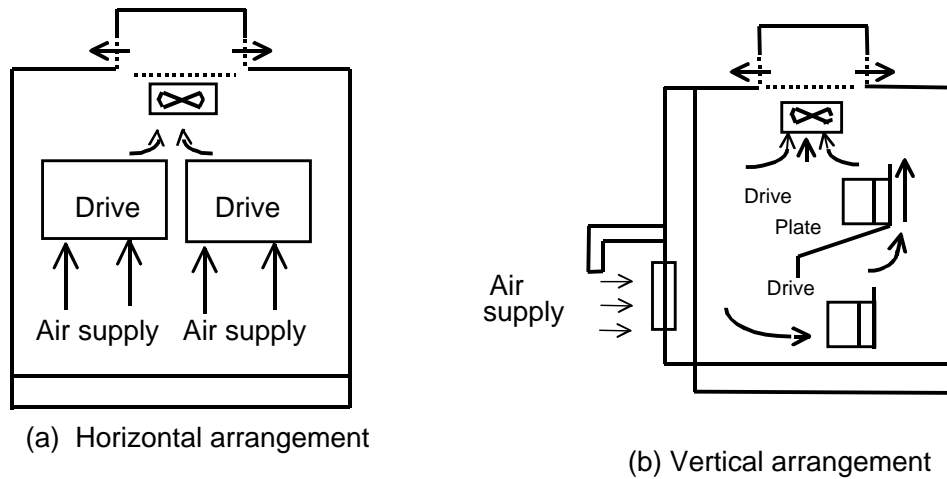 Drive
Drive
Air supply
Air supply
(a) Horizontal arrangement
Drive
Plate
Drive
Air
supply
(b) Vertical arrangement